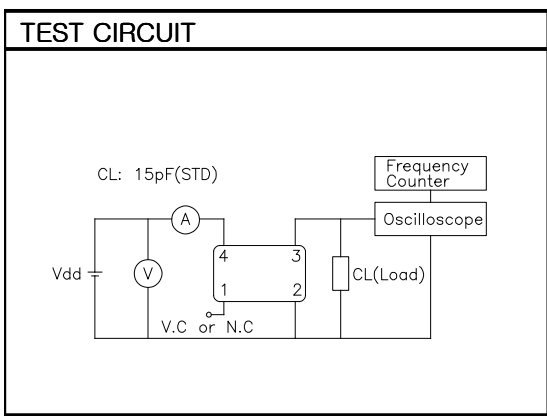 TEST CIRCUIT
CL: 15pF(STD)
Frequency
Counter
A
Oscilloscope
4 3
Vdd
V
CL(Load)
1 2
V.C or N.C